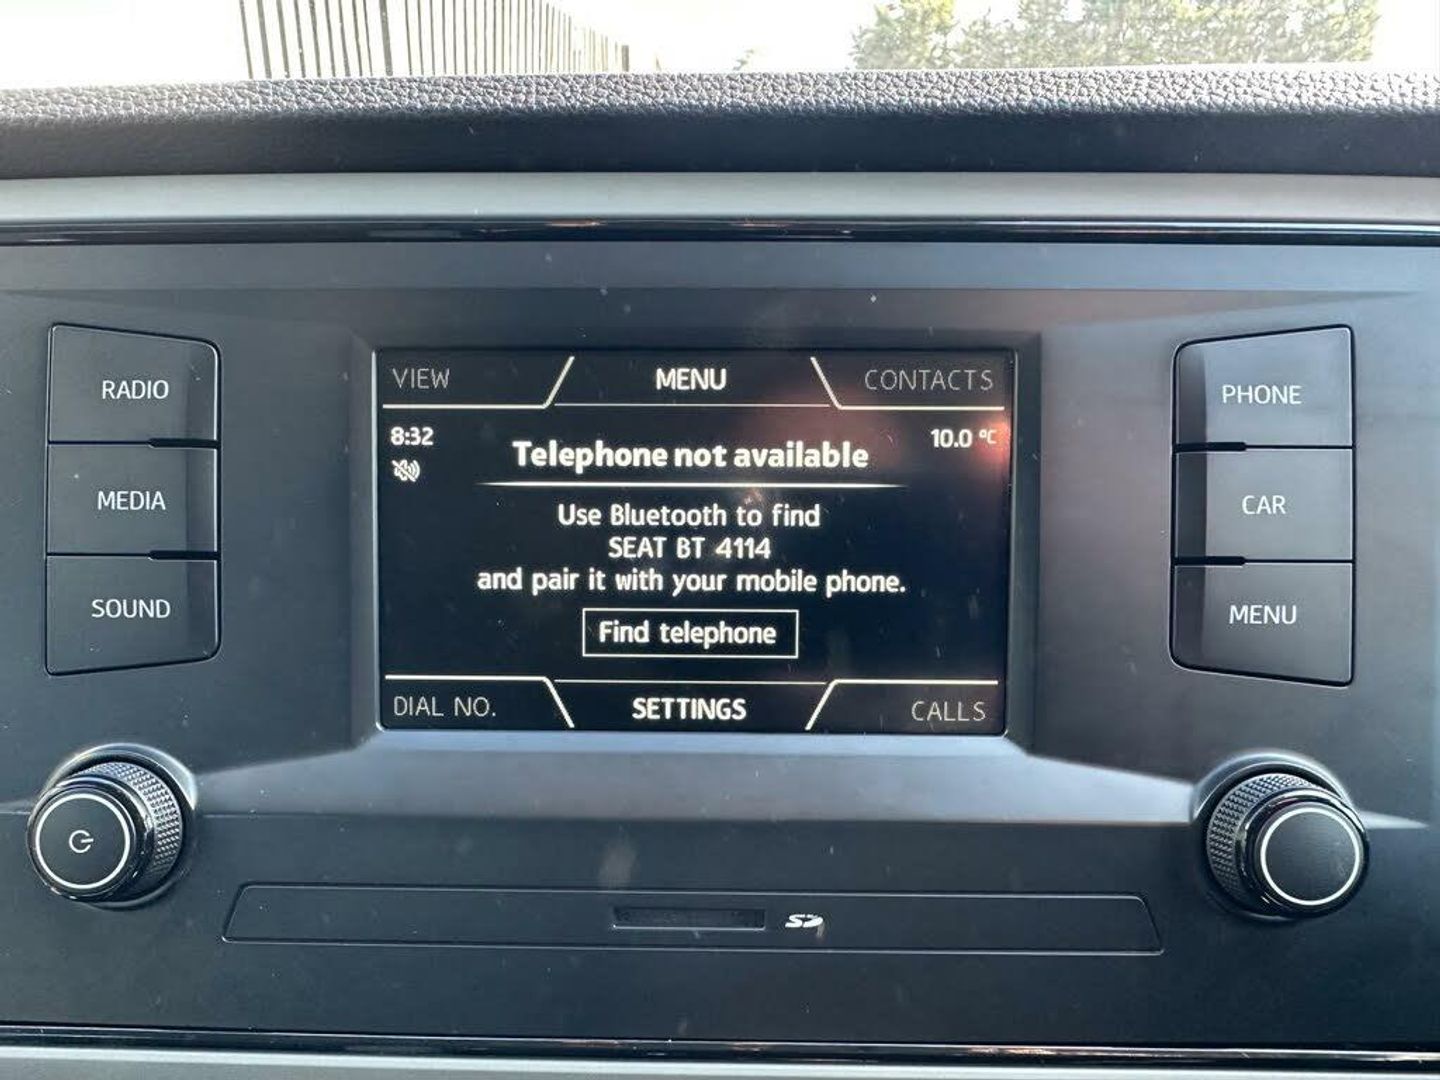 VIEW MENU CONTACTS
8:32 10.0 °C
Telephone not available
Use Bluetooth to find
SEAT BT 4114
and pair it with your mobile phone.
Find telephone
DIAL NO. SETTINGS CALLS
RADIO
MEDIA
SOUND
PHONE
CAR
MENU
SD